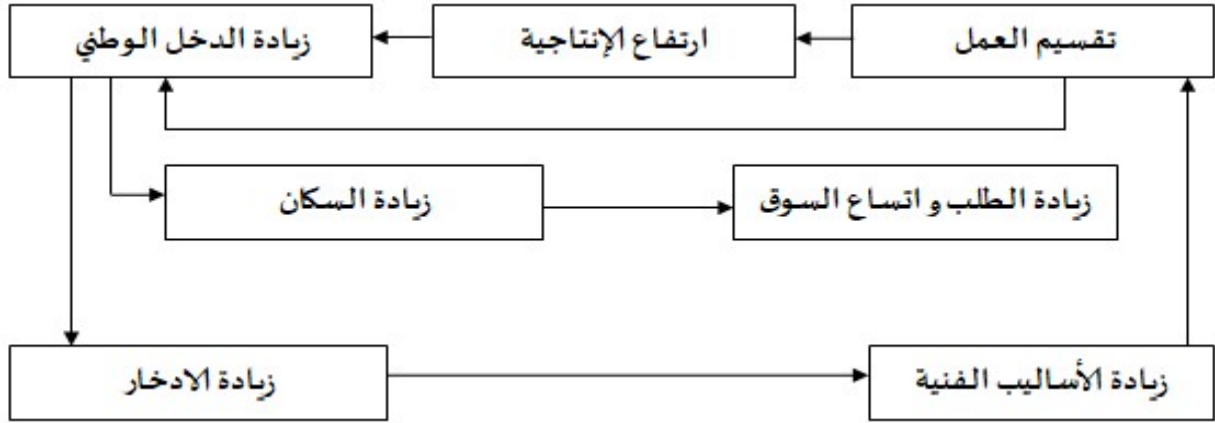 تقسيم العمل
ارتفاع الإنتاجية
زيادة الدخل الوطني
زيادة السكان
زيادة الطلب و اتساع السوق
زيادة الادخار
زيادة الأساليب الفنية